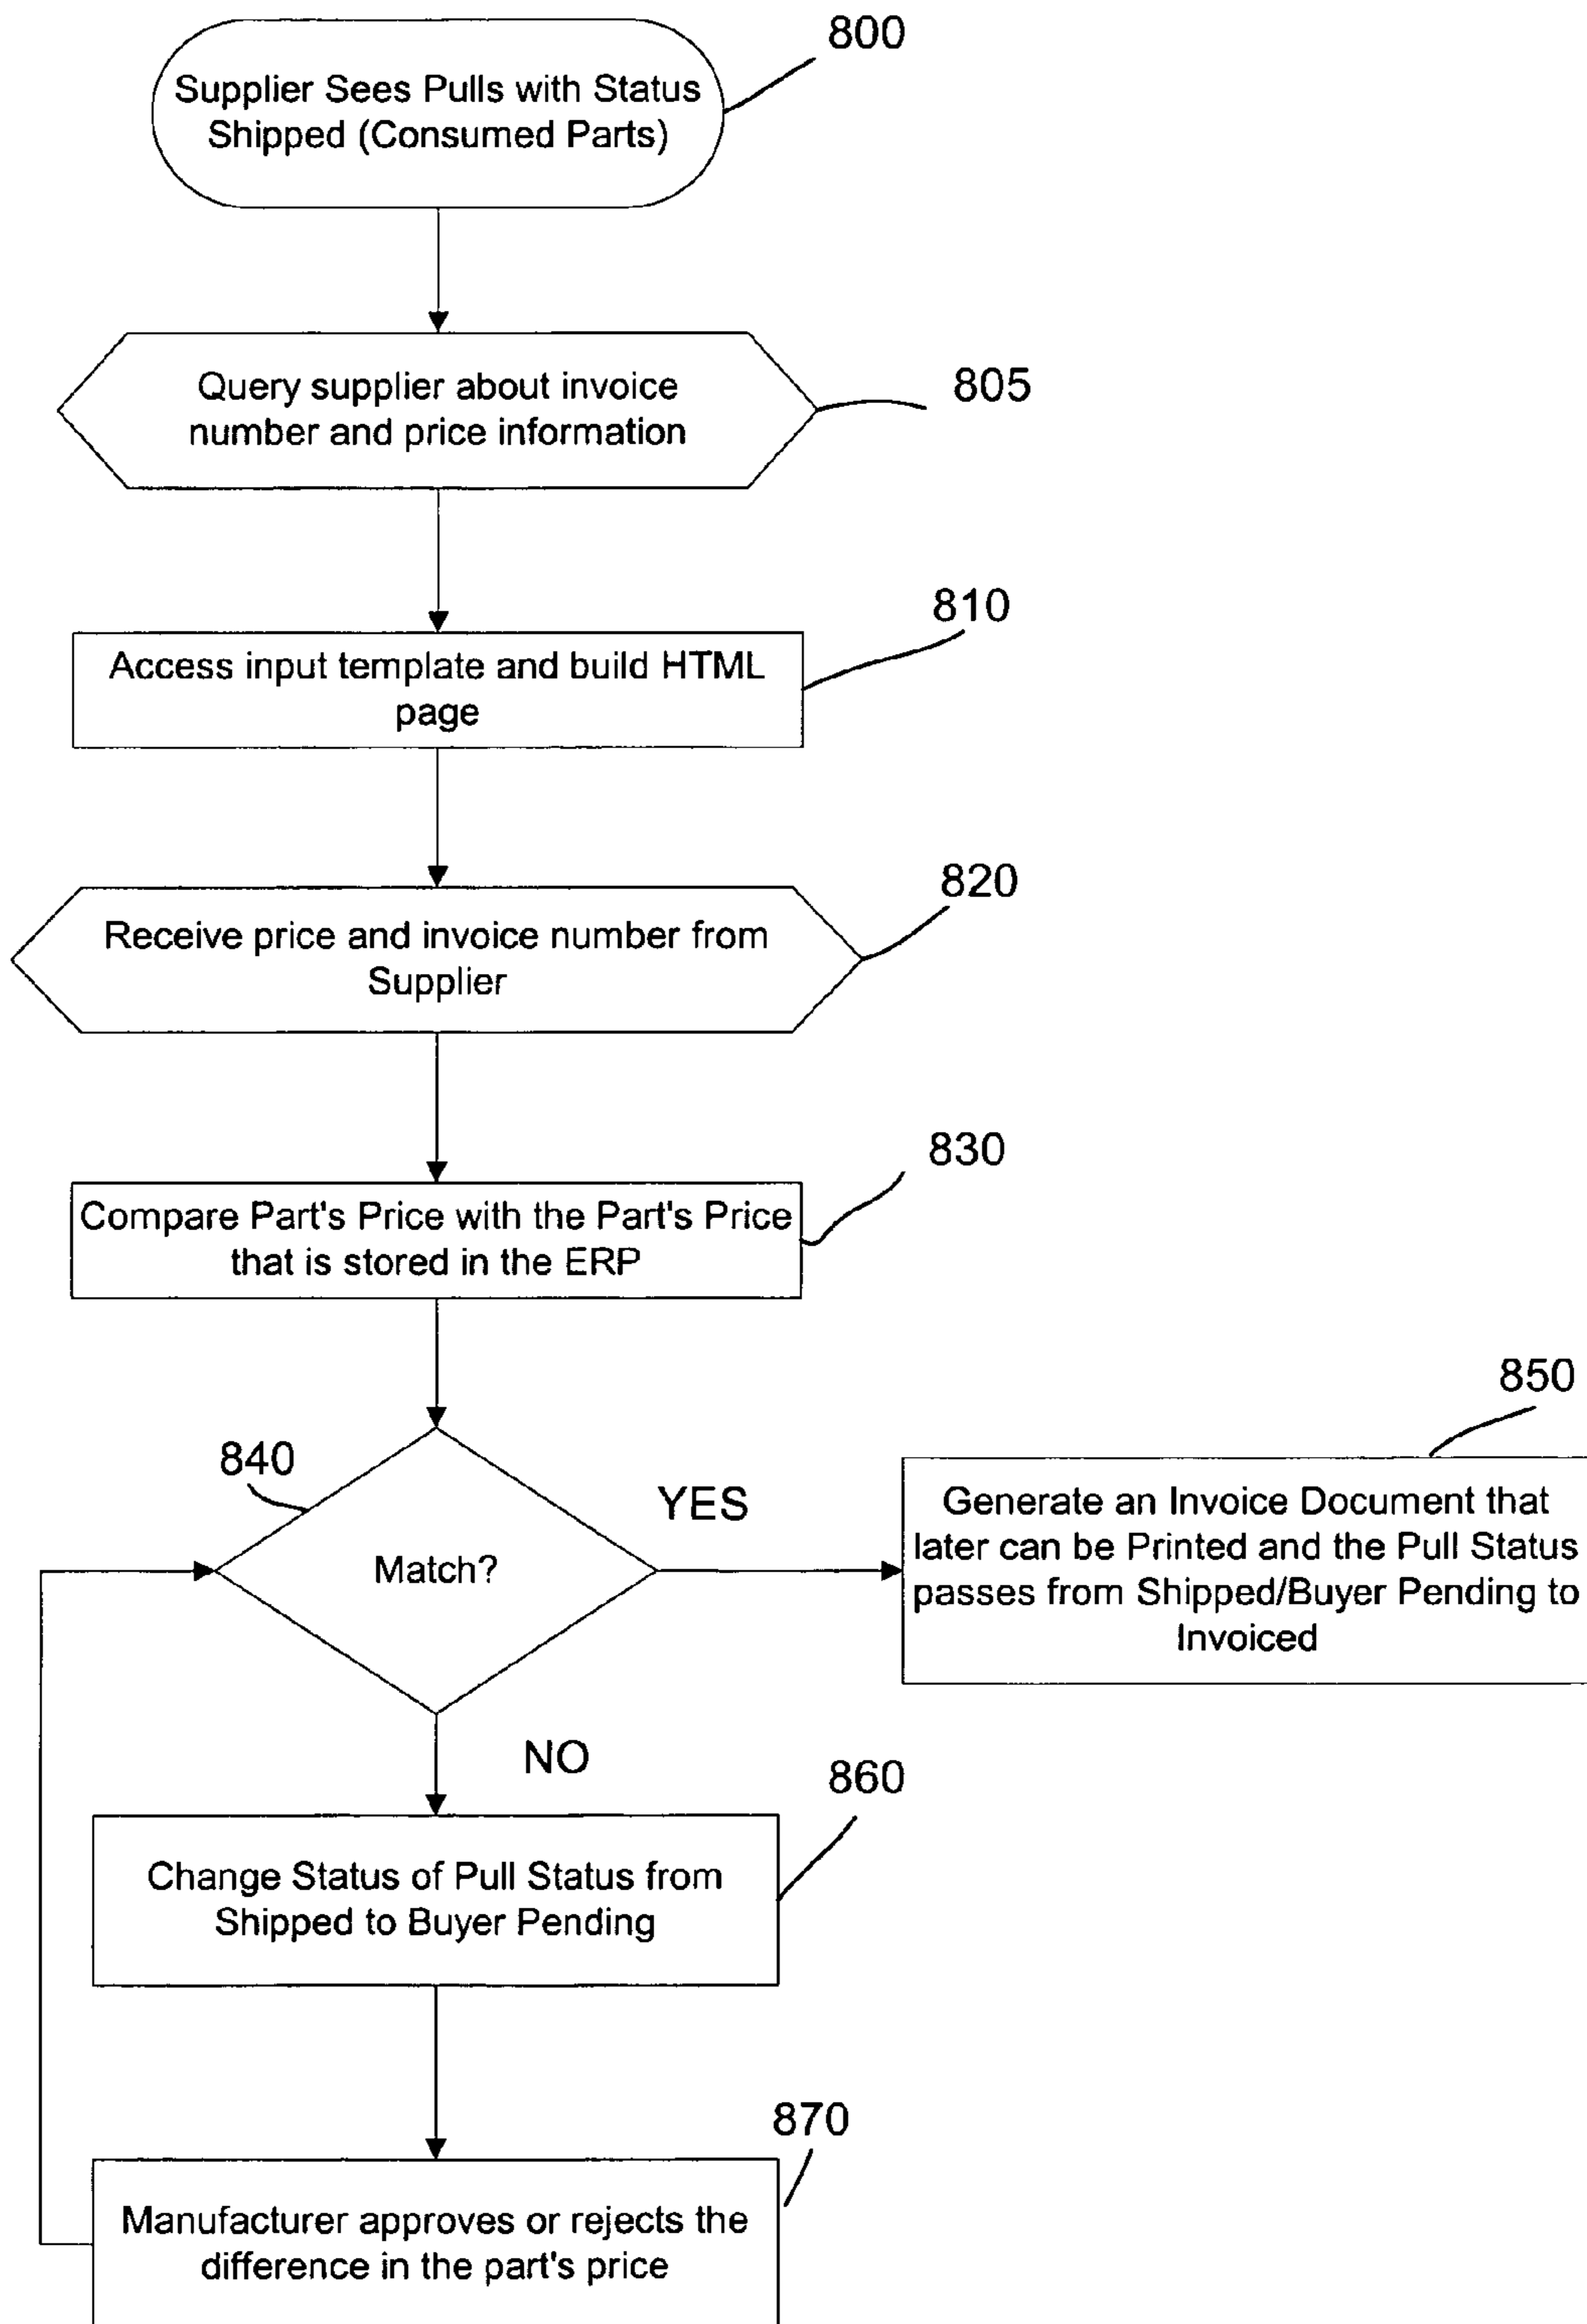 800
Supplier Sees Pulls with Status
Shipped (Consumed Parts)
Query supplier about invoice
number and price information
805
810
Access input template and build HTML
page
820
Receive price and invoice number from
Supplier
830
Compare Part's Price with the Part's Price
that is stored in the ERP
840
Match?
YES
850
Generate an Invoice Document that
later can be Printed and the Pull Status
passes from Shipped/Buyer Pending to
Invoiced
NO
860
Change Status of Pull Status from
Shipped to Buyer Pending
870
Manufacturer approves or rejects the
difference in the part's price